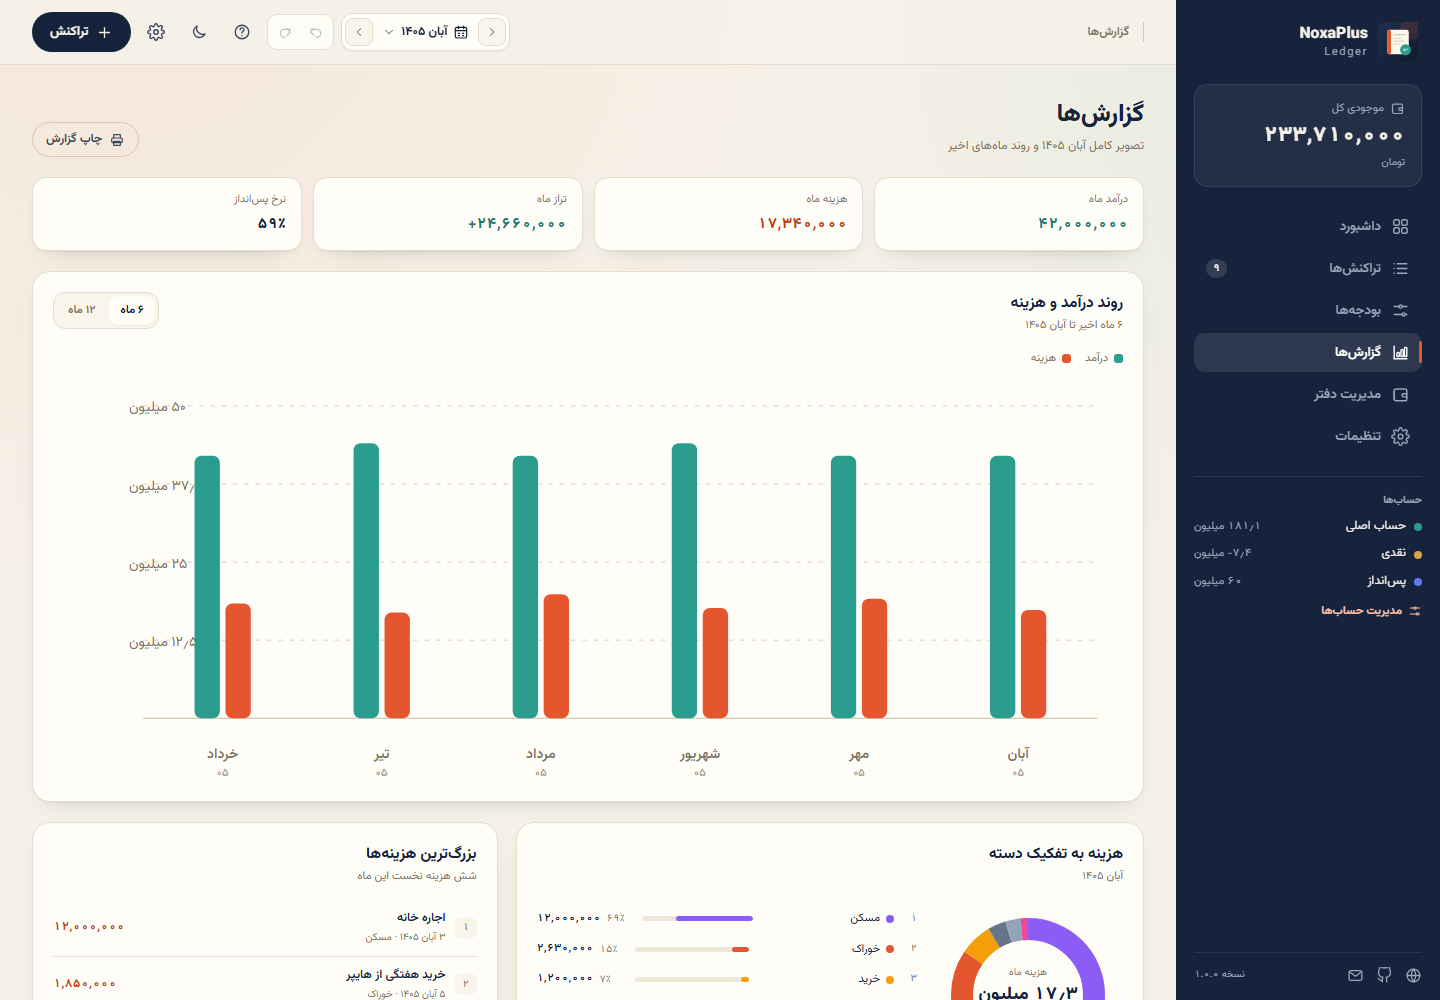 NoxaPlus
Ledger
موجودی کل
۲۳۳,۷۱۰,۰۰۰
تومان
داشبورد
تراکنش‌ها
۹
بودجه‌ها
گزارش‌ها
مدیریت دفتر
تنظیمات
حساب‌ها
حساب اصلی
۱۸۱٫۱ میلیون
نقدی
-۷٫۴ میلیون
پس‌انداز
۶۰ میلیون
مدیریت حساب‌ها
نسخه ۱.۰.۰
گزارش‌ها
آبان ۱۴۰۵
تراکنش
گزارش‌ها
تصویر کامل آبان ۱۴۰۵ و روند ماه‌های اخیر
چاپ گزارش
درآمد ماه
۴۲,۰۰۰,۰۰۰
هزینه ماه
۱۷,۳۴۰,۰۰۰
تراز ماه
+۲۴,۶۶۰,۰۰۰
نرخ پس‌انداز
۵۹٪
روند درآمد و هزینه
۶ ماه اخیر تا آبان ۱۴۰۵
۶ ماه
۱۲ ماه
درآمد
هزینه
۵۰ میلیون
۳۷٫ میلیون
۲۵ میلیون
۱۲٫۵ میلیون
آبان
۰۵
مهر
۰۵
شهریور
۰۵
مرداد
۰۵
تیر
۰۵
خرداد
۰۵
هزینه به تفکیک دسته
آبان ۱۴۰۵
هزینه ماه
۱۷٫۳ میلیون
۱ مسکن ۶۹٪ ۱۲,۰۰۰,۰۰۰
۲ خوراک ۱۵٪ ۲,۶۳۰,۰۰۰
۳ خرید ۷٪ ۱,۲۰۰,۰۰۰
بزرگ‌ترین هزینه‌ها
شش هزینه نخست این ماه
۱
اجاره خانه
۳ آبان ۱۴۰۵ · مسکن
۱۲,۰۰۰,۰۰۰
۲
خرید هفتگی از هایپر
۵ آبان ۱۴۰۵ · خوراک
۱,۸۵۰,۰۰۰